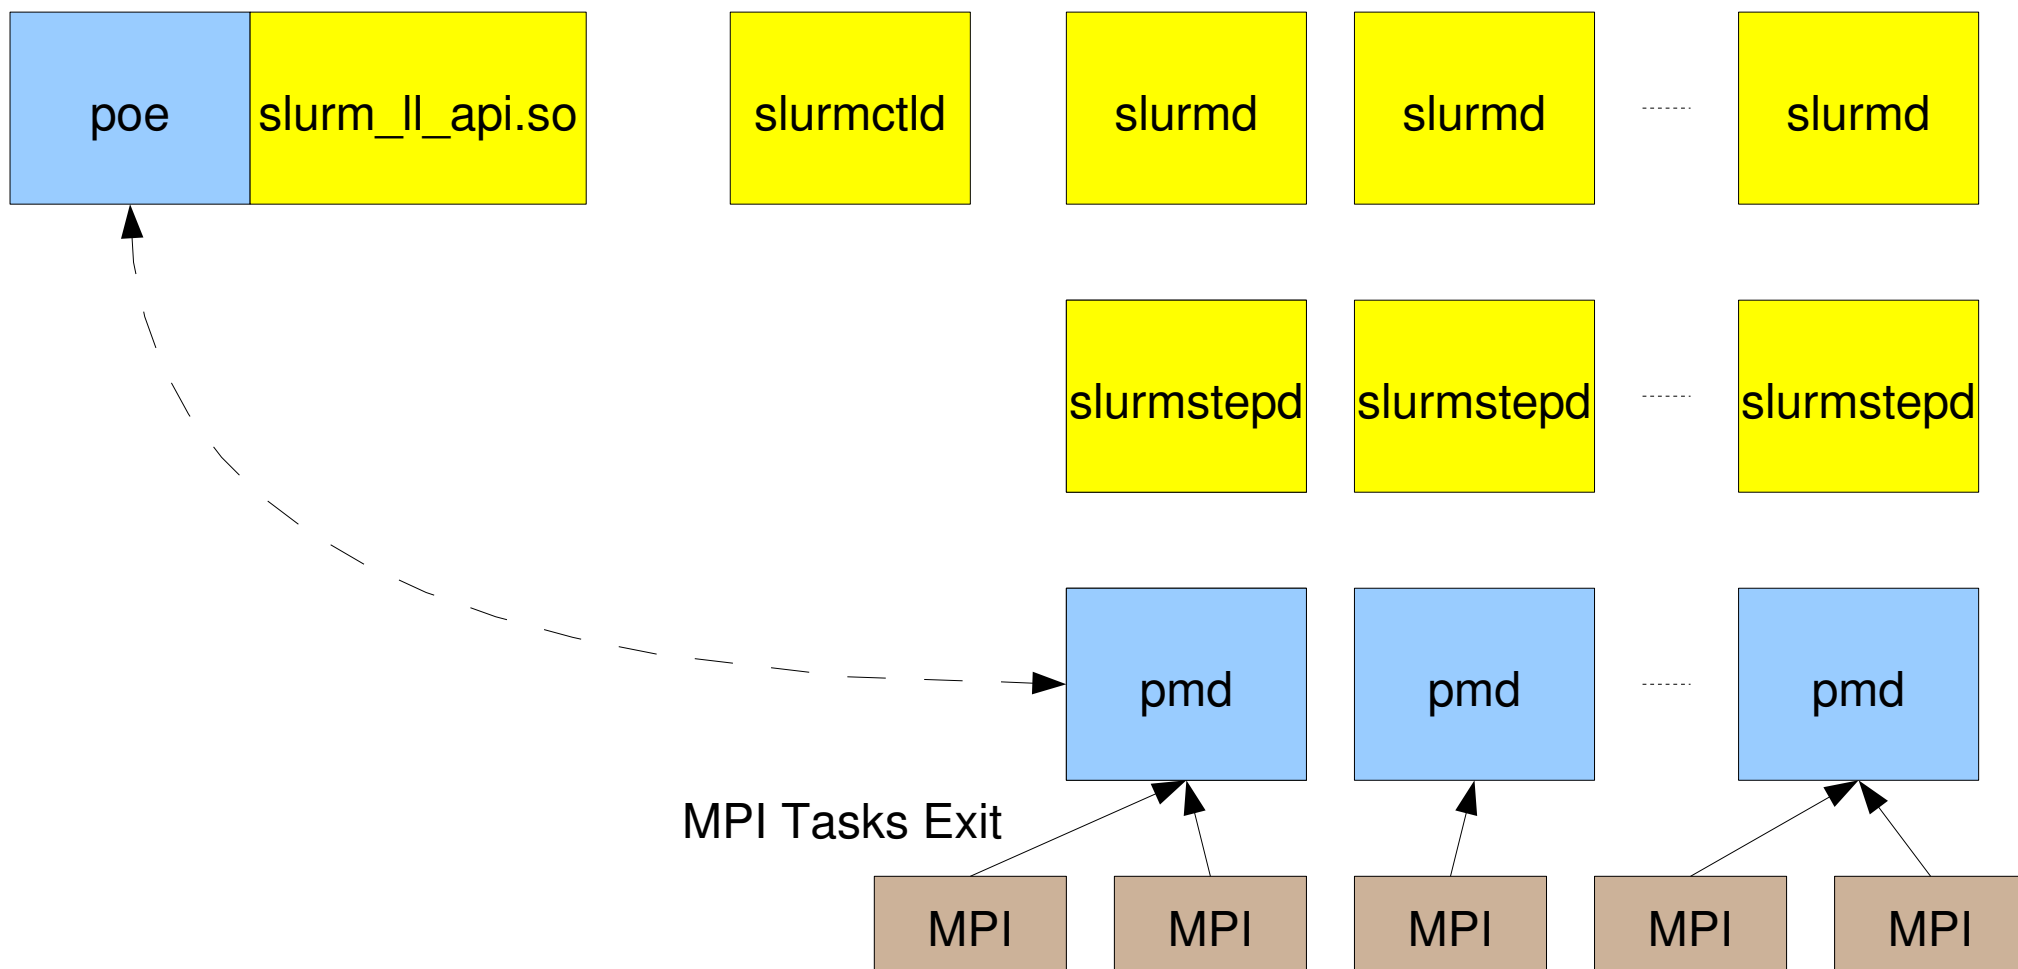 poe
slurm_ll_api.so
slurmctld
slurmd
slurmd
slurmd
slurmstepd
slurmstepd
slurmstepd
pmd
pmd
pmd
MPI Tasks Exit
MPI
MPI
MPI
MPI
MPI